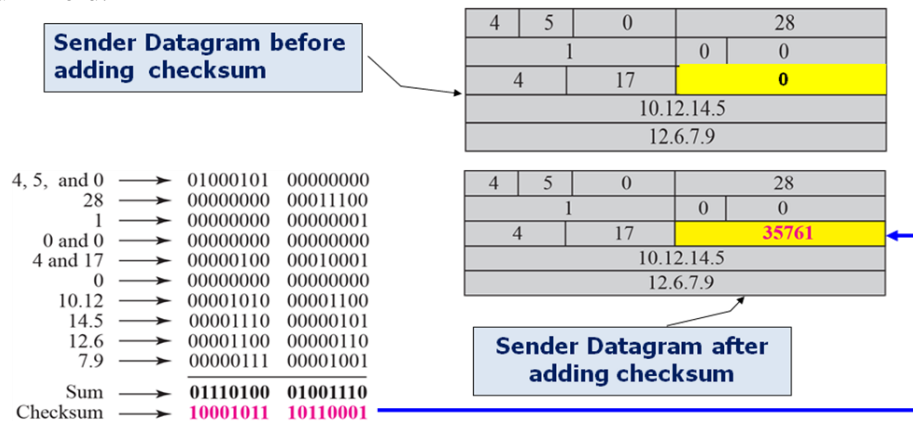 Sender Datagram before
adding checksum
4 5 0 28
1 0 0
4 17 0
10.12.14.5
12.6.7.9
4, 5, and 0 01000101 00000000
28 00000000 00011100
1 00000000 00000001
0 and 0 00000000 00000000
4 and 17 00000100 00010001
0 00000000 00000000
10.12 00001010 00001100
14.5 00001110 00000101
12.6 00001100 00000110
7.9 00000111 00001001
Sum 01110100 01001110
Checksum 10001011 10110001
4 5 0 28
1 0 0
4 17 35761
10.12.14.5
12.6.7.9
Sender Datagram after
adding checksum